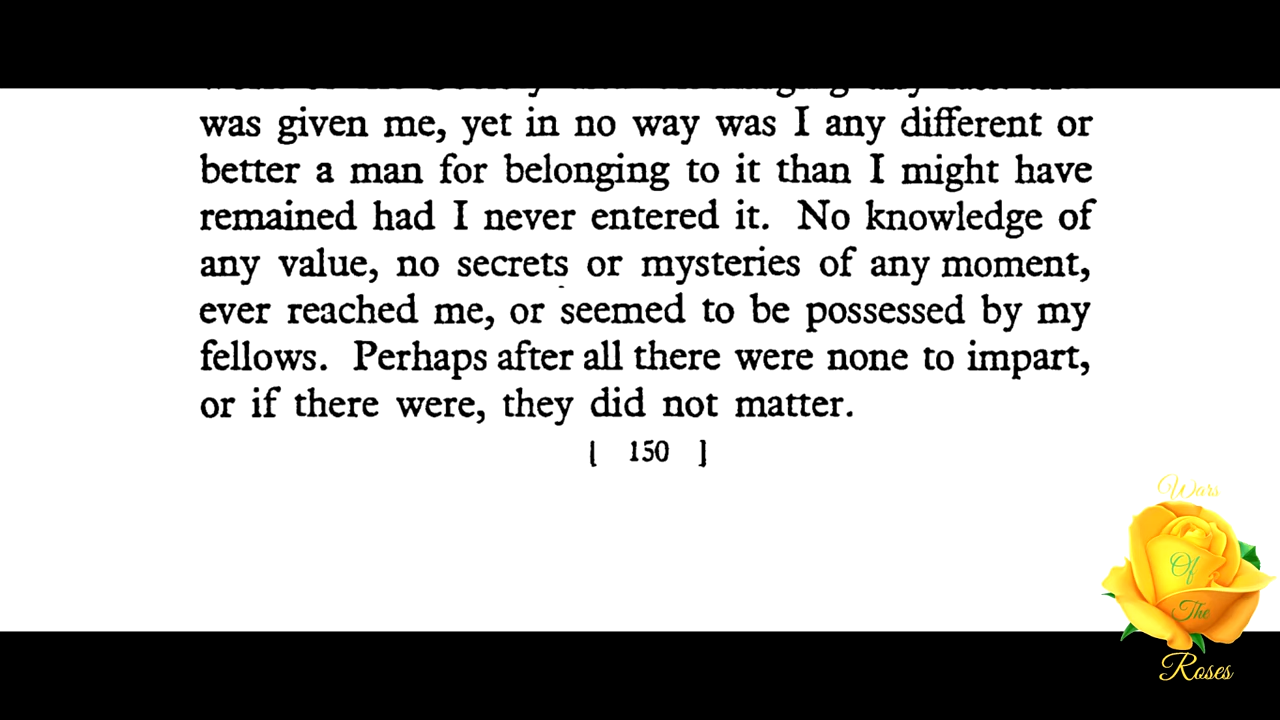 was given me, yet in no way was I any different or
better a man for belonging to it than I might have
remained had I never entered it. No knowledge of
any value, no secrets or mysteries of any moment,
ever reached me, or seemed to be possessed by my
fellows. Perhaps after all there were none to impart,
or if there were, they did not matter.
[ 150 ]
Wars
Of
The
Roses